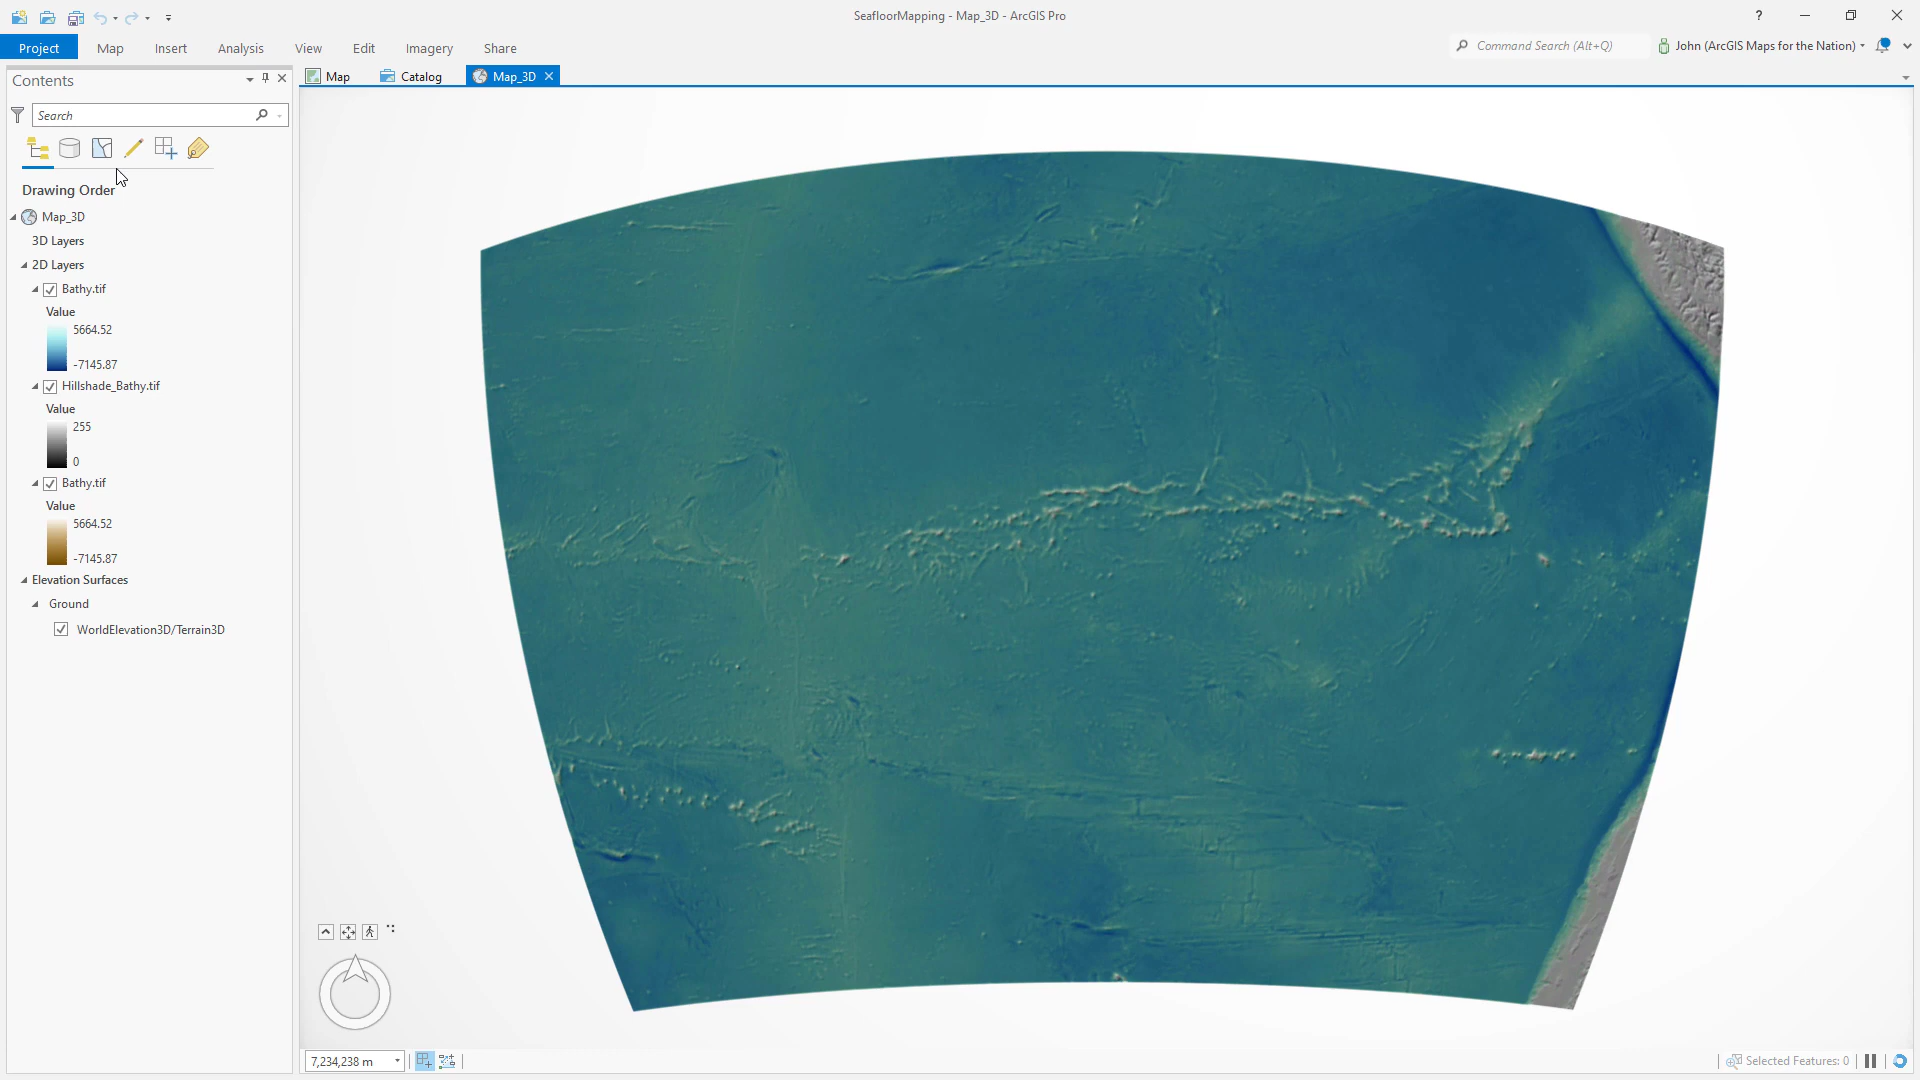 SeafloorMapping - Map_3D - ArcGIS Pro
?
Project Map Insert Analysis View Edit Imagery Share
Command Search (Alt+Q)
John (ArcGIS Maps for the Nation)
Contents
Map Catalog Map_3D
Search
Drawing Order
Map_3D
3D Layers
2D Layers
Bathy.tif
Value
5664.52
-7145.87
Hillshade_Bathy.tif
Value
255
0
Bathy.tif
Value
5664.52
-7145.87
Elevation Surfaces
Ground
WorldElevation3D/Terrain3D
7,234,238 m
Selected Features: 0